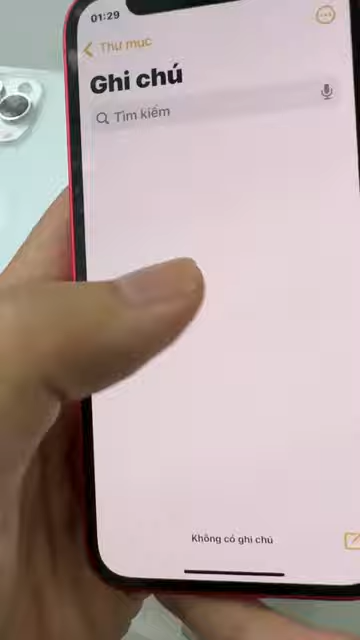 01:29
Thư mục
Ghi chú
Tìm kiếm
Không có ghi chú